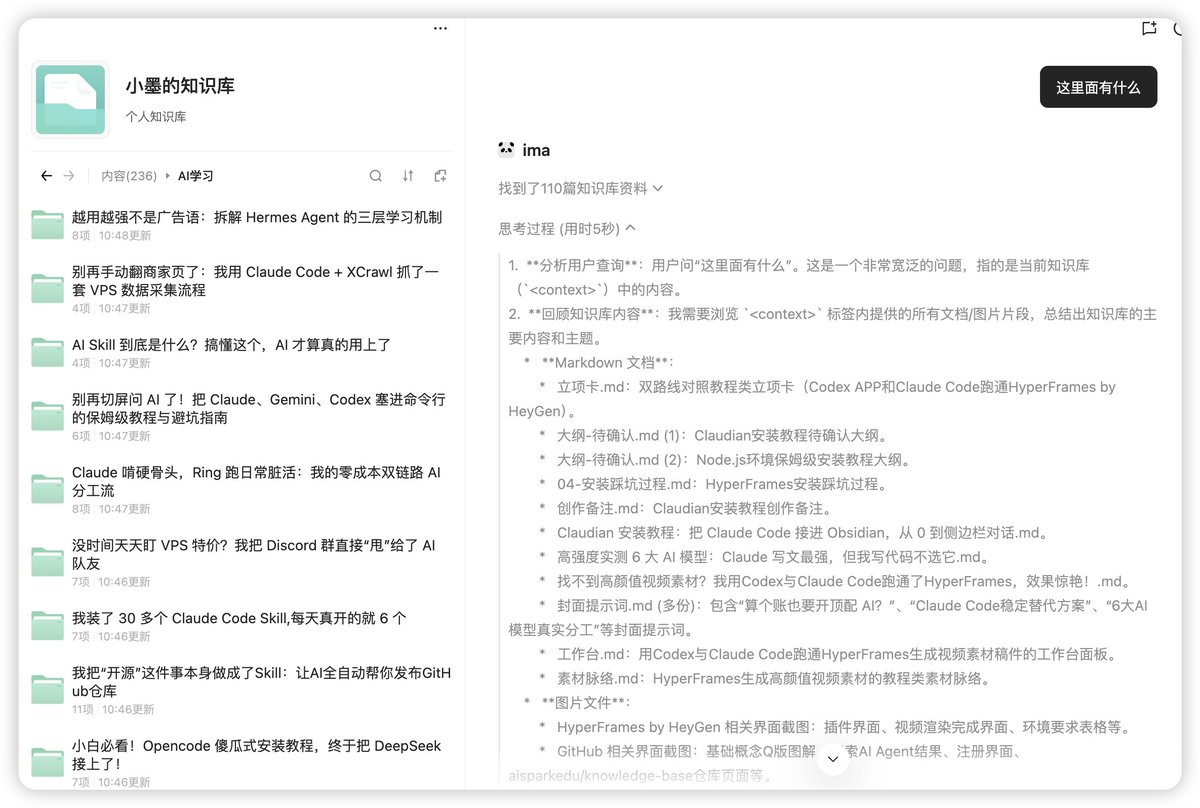 小墨的知识库
个人知识库
内容(236)
AI学习
越用越强不是广告语：拆解 Hermes Agent 的三层学习机制
8项 10:48更新
别再手动翻商家页了：我用 Claude Code + XCrawl 抓了一
套 VPS 数据采集流程
4项 10:47更新
AI Skill 到底是什么？搞懂这个，AI 才算真的用上了
4项 10:47更新
别再切屏问 AI 了！把 Claude、Gemini、Codex 塞进命令行
的保姆级教程与避坑指南
6项 10:47更新
Claude 啃硬骨头，Ring 跑日常脏活：我的零成本双链路 AI
分工流
8项 10:47更新
没时间天天盯 VPS 特价？我把 Discord 群直接“甩”给了 AI
队友
7项 10:46更新
我装了 30 多个 Claude Code Skill,每天真开的就 6 个
7项 10:46更新
我把“开源”这件事本身做成了Skill：让AI全自动帮你发布GitH
ub仓库
11项 10:46更新
小白必看！Opencode 傻瓜式安装教程，终于把 DeepSeek
接上了！
7项 10:46更新
这里面有什么
ima
找到了110篇知识库资料
思考过程 (用时5秒)
1. **分析用户查询**：用户问“这里面有什么”。这是一个非常宽泛的问题，指的是当前知识库
（`<context>`）中的内容。
2. **回顾知识库内容**：我需要浏览 `<context>` 标签内提供的所有文档/图片片段，总结出知识库的主
要内容和主题。
* **Markdown 文档**：
* 立项卡.md：双路线对照教程类立项卡（Codex APP和Claude Code跑通HyperFrames by
HeyGen）。
* 大纲-待确认.md (1)：Claudian安装教程待确认大纲。
* 大纲-待确认.md (2)：Node.js环境保姆级安装教程大纲。
* 04-安装踩坑过程.md：HyperFrames安装踩坑过程。
* 创作备注.md：Claudian安装教程创作备注。
* Claudian 安装教程：把 Claude Code 接进 Obsidian，从 0 到侧边栏对话.md。
* 高强度实测 6 大 AI 模型：Claude 写文最强，但我写代码不选它.md。
* 找不到高颜值视频素材？我用Codex与Claude Code跑通了HyperFrames，效果惊艳！.md。
* 封面提示词.md (多份)：包含“算个账也要开顶配 AI？”、“Claude Code稳定替代方案”、“6大AI
模型真实分工”等封面提示词。
* 工作台.md：用Codex与Claude Code跑通HyperFrames生成视频素材稿件的工作台面板。
* 素材脉络.md：HyperFrames生成高颜值视频素材的教程类素材脉络。
* **图片文件**：
* HyperFrames by HeyGen 相关界面截图：插件界面、视频渲染完成界面、环境要求表格等。
* GitHub 相关界面截图：基础概念Q版图解 索AI Agent结果、注册界面、
aisparkedu/knowledge-base仓库页面等。